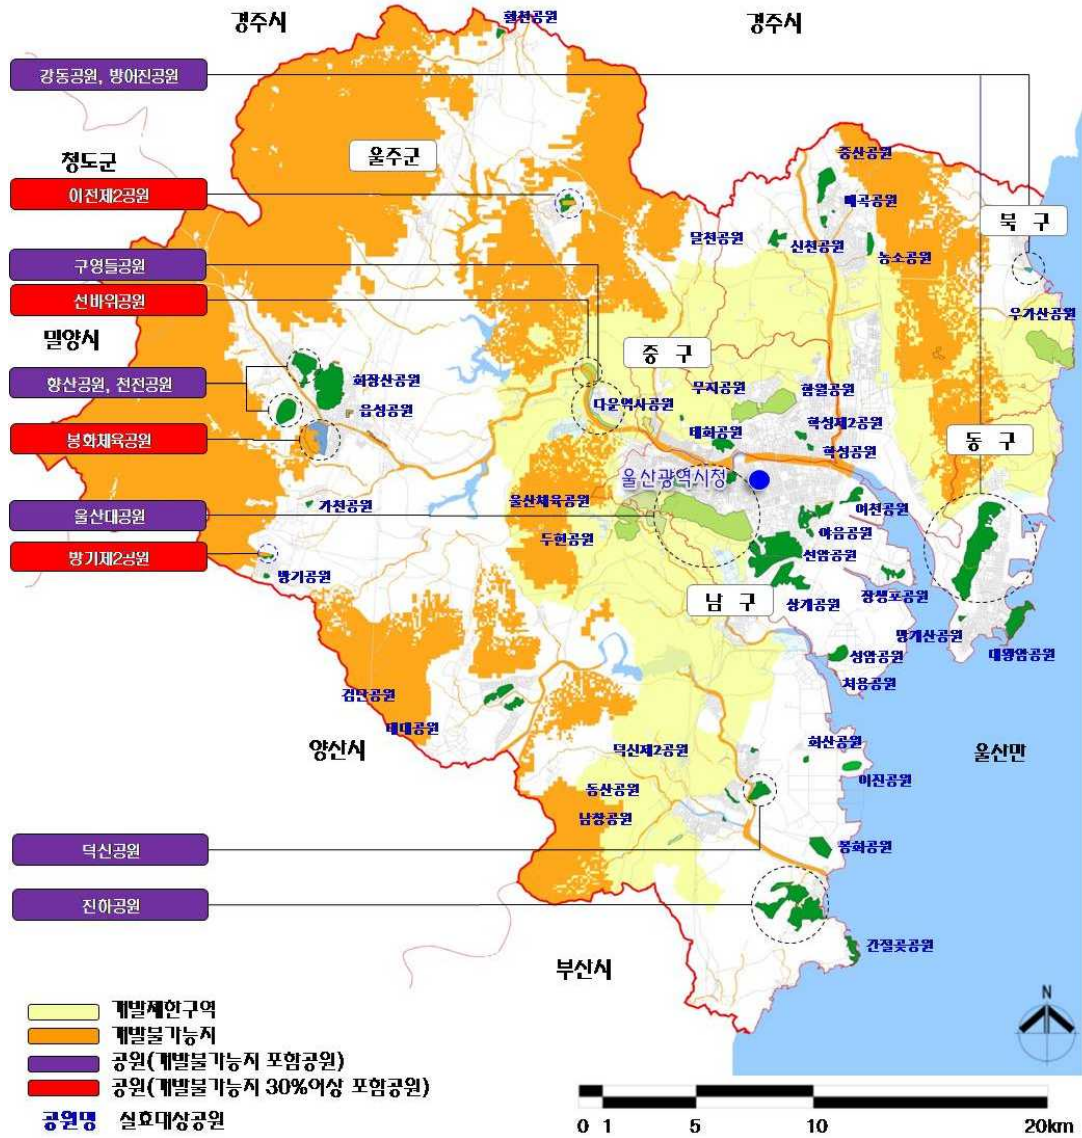 경주시
활천공원
경주시
강동공원, 방어진공원
청도군
울주군
중산공원
이전제2공원
매곡공원
북 구
달천공원
신천공원
농소공원
구영들공원
선바위공원
우가산공원
밀양시
중 구
향산공원, 천전공원
화장산공원
무지공원
함월공원
음성공원
다운역사공원
학성제2공원
태화공원
학성공원
동 구
봉화체육공원
울산광역시청
가천공원
울산체육공원
여천공원
울산대공원
야음공원
두현공원
선암공원
방기제2공원
방기공원
상개공원
장생포공원
남 구
망개산공원
성암공원
대왕암공원
검단공원
처용공원
태대공원
양산시
덕신제2공원
화산공원
울산만
이진공원
동산공원
남창공원
덕신공원
봉화공원
진하공원
간절곶공원
부산시
개발제한구역
개발불가능지
공원(개발불가능지 포함공원)
공원(개발불가능지 30%이상 포함공원)
공원명 실효대상공원
N
0 1 5 10 20km